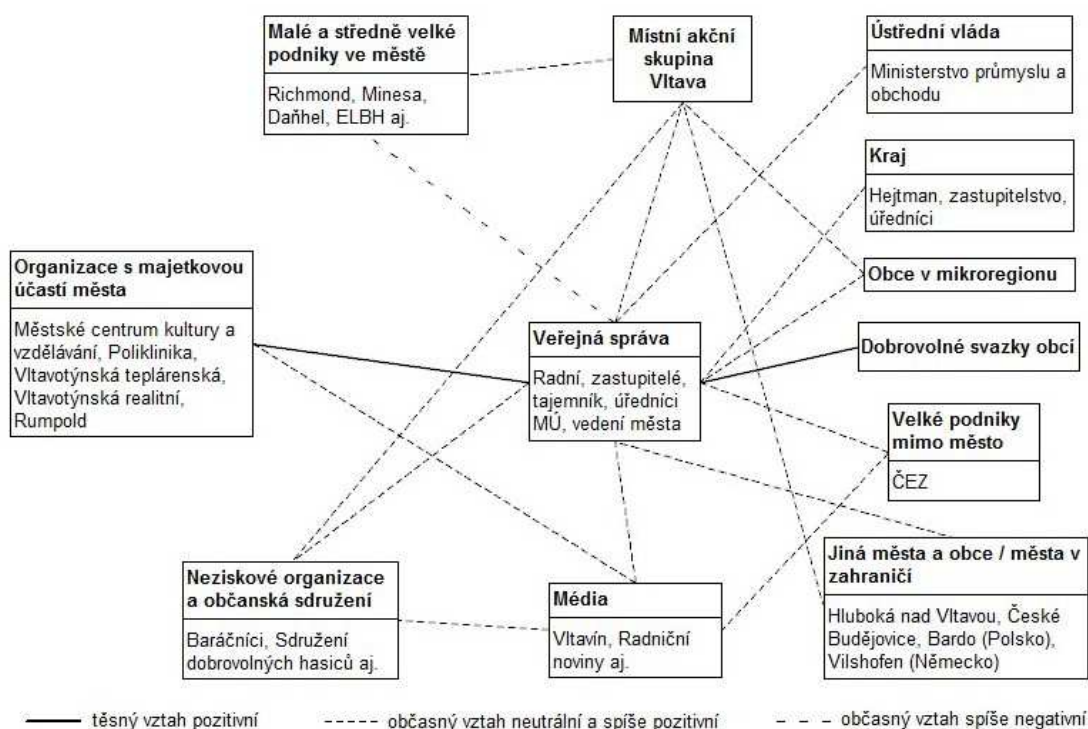 Malé a středně velké
podniky ve městě
Richmond, Minesa,
Daňhel, ELBH aj.
Místní akční
skupina
Vltava
Ústřední vláda
Ministerstvo průmyslu a
obchodu
Kraj
Hejtman, zastupitelstvo,
úředníci
Organizace s majetkovou
účastí města
Městské centrum kultury a
vzdělávání, Poliklinika,
Vltavotýnská teplárenská,
Vltavotýnská realitní,
Rumpold
Obce v mikroregionu
Veřejná správa
Radní, zastupitelé,
tajemník, úředníci
MÚ, vedení města
Dobrovolné svazky obcí
Velké podniky
mimo město
ČEZ
Neziskové organizace
a občanská sdružení
Baráčníci, Sdružení
dobrovolných hasičů aj.
Média
Vltavín, Radniční
noviny aj.
Jiná města a obce / města v
zahraničí
Hluboká nad Vltavou, České
Budějovice, Bardo (Polsko),
Vilshofen (Německo)
těsný vztah pozitivní
občasný vztah neutrální a spíše pozitivní
občasný vztah spíše negativní